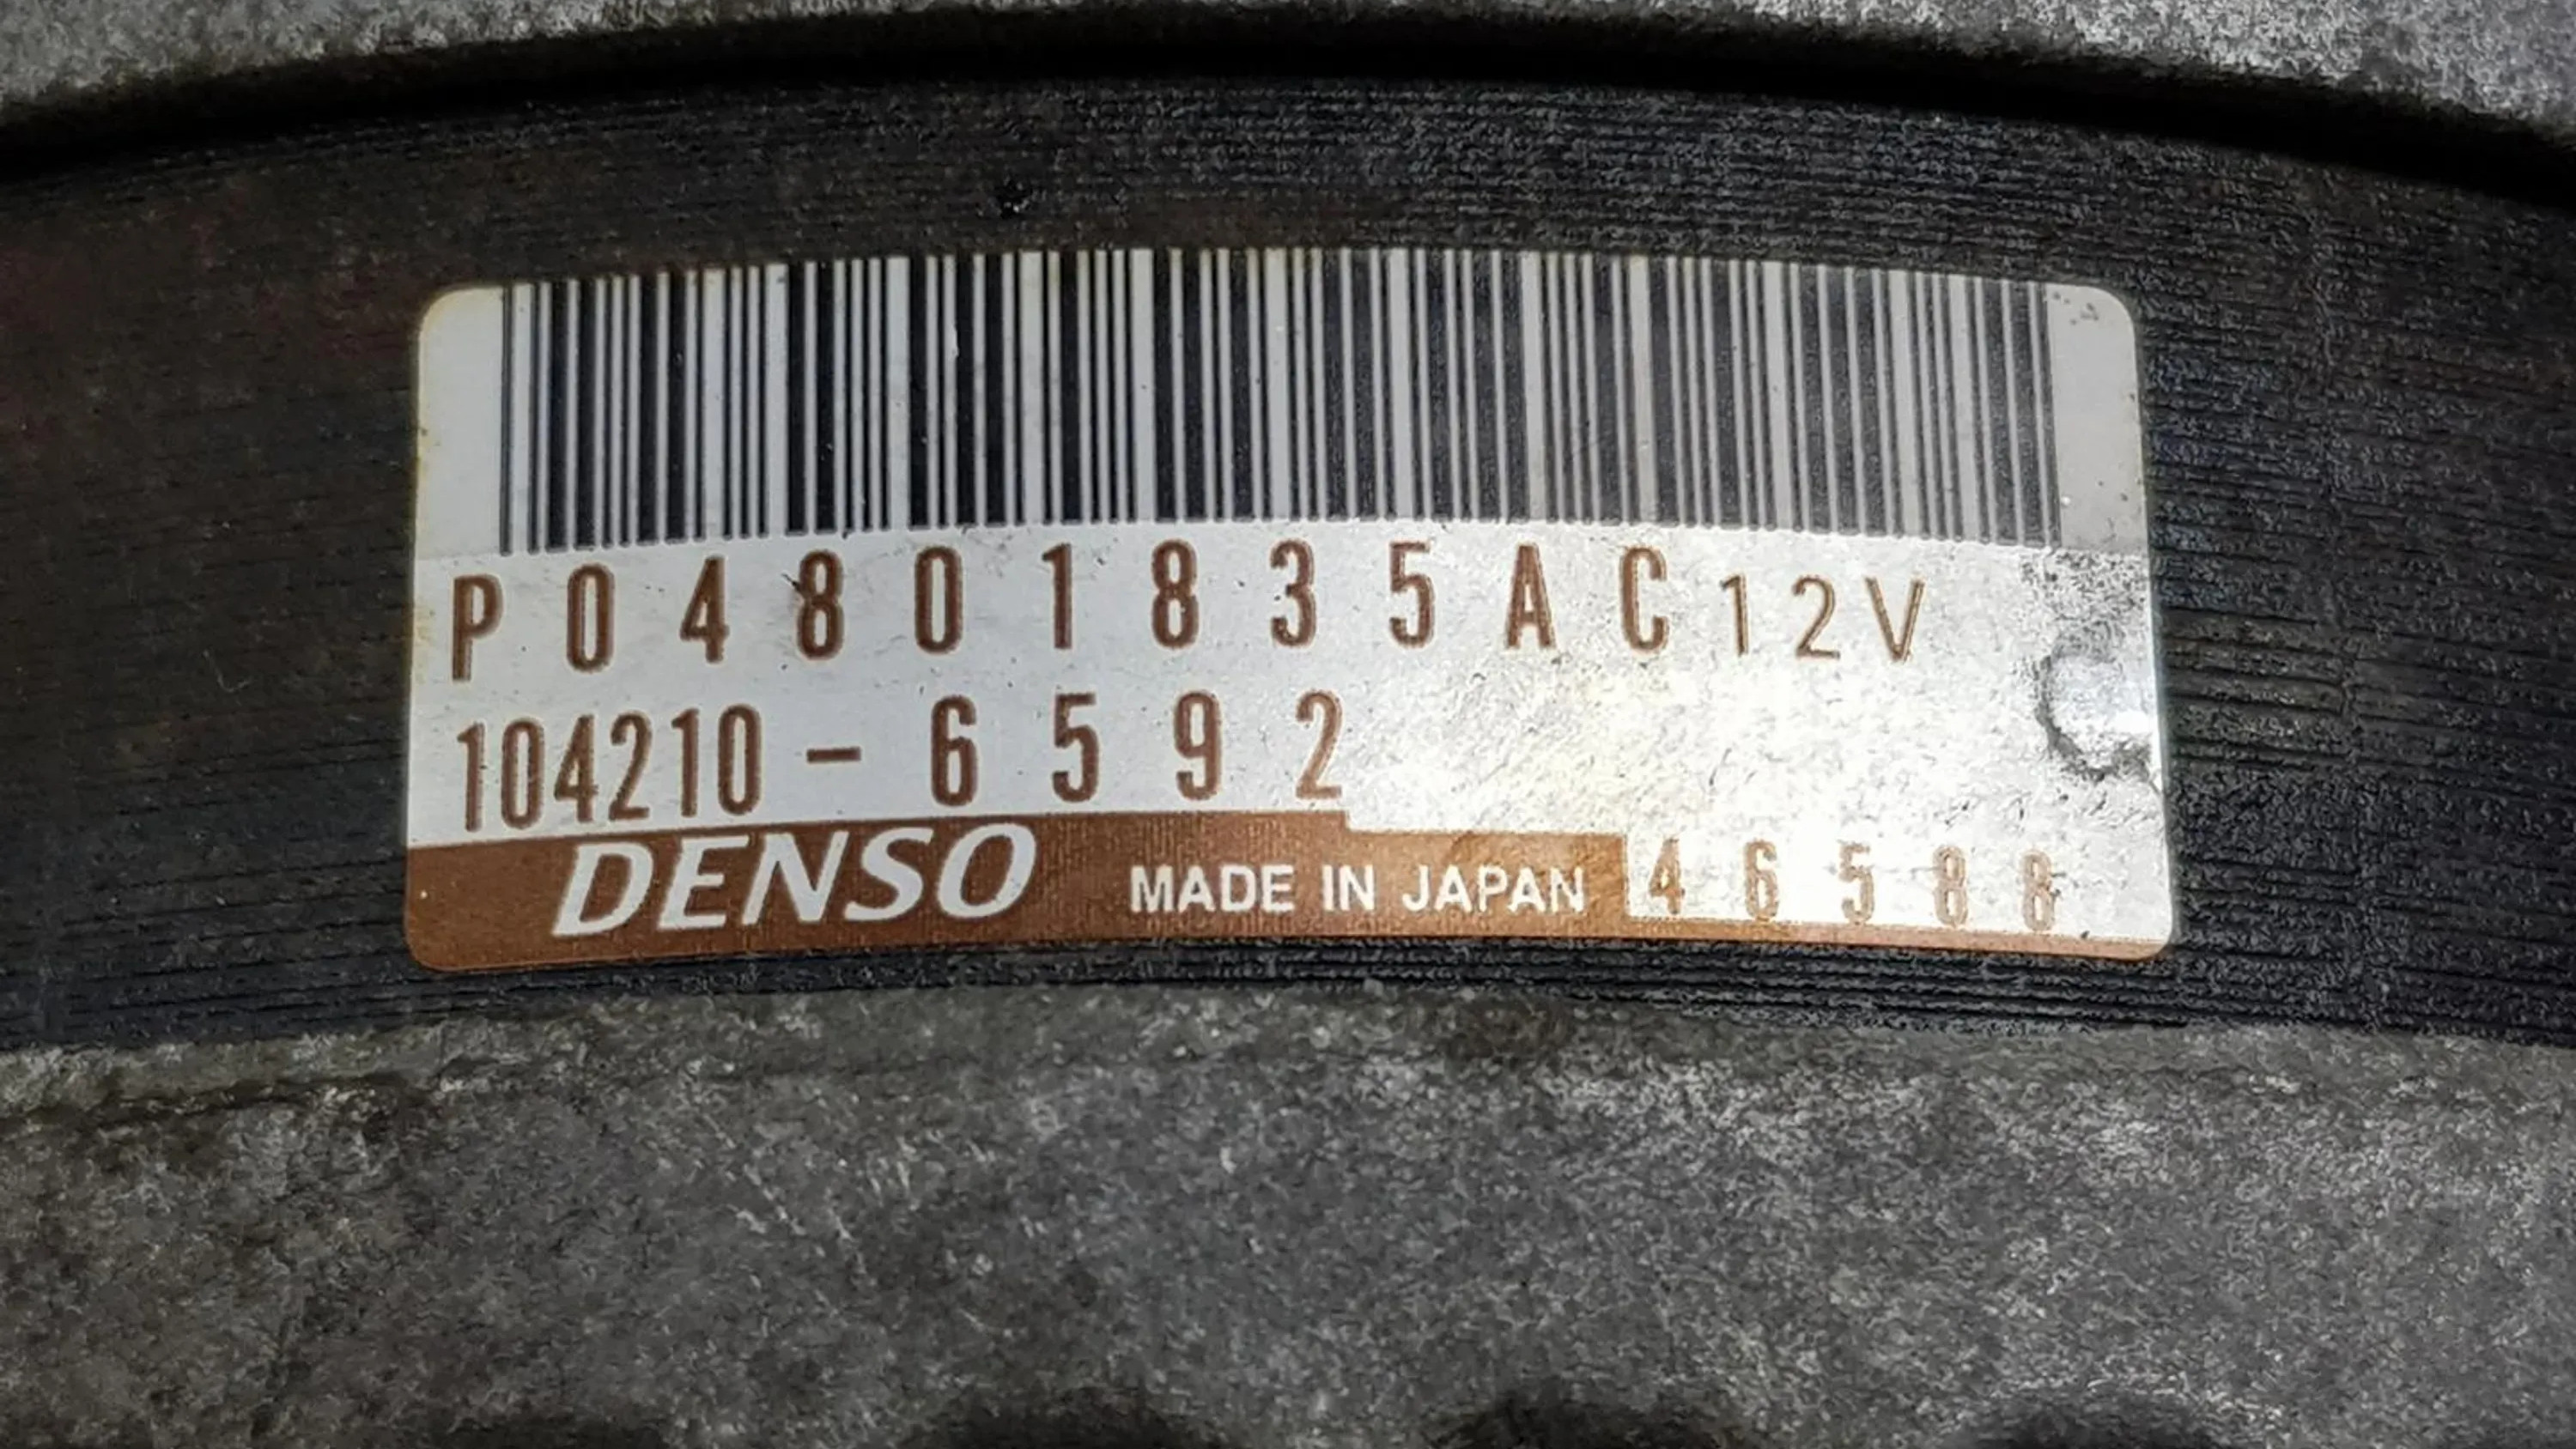 P04801835AC 12V
104210-6592
DENSO MADE IN JAPAN 46588